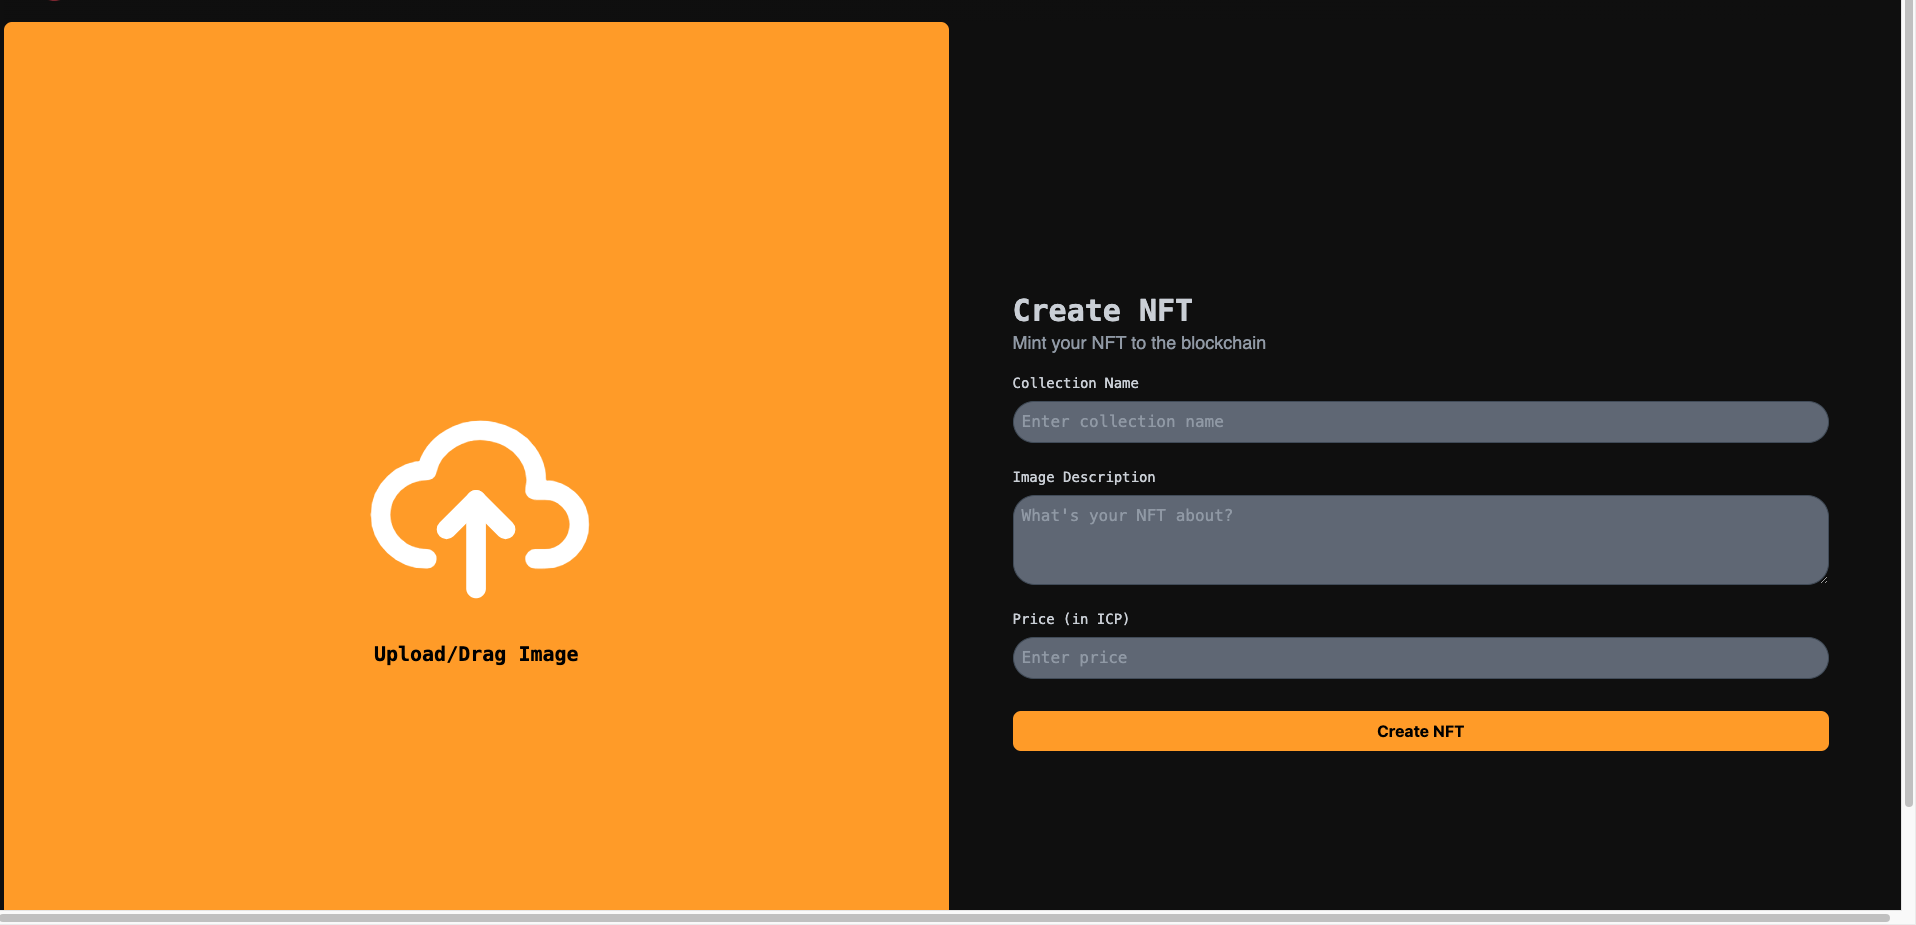 Upload/Drag Image
Create NFT
Mint your NFT to the blockchain
Collection Name
Enter collection name
Image Description
What's your NFT about?
Price (in ICP)
Enter price
Create NFT